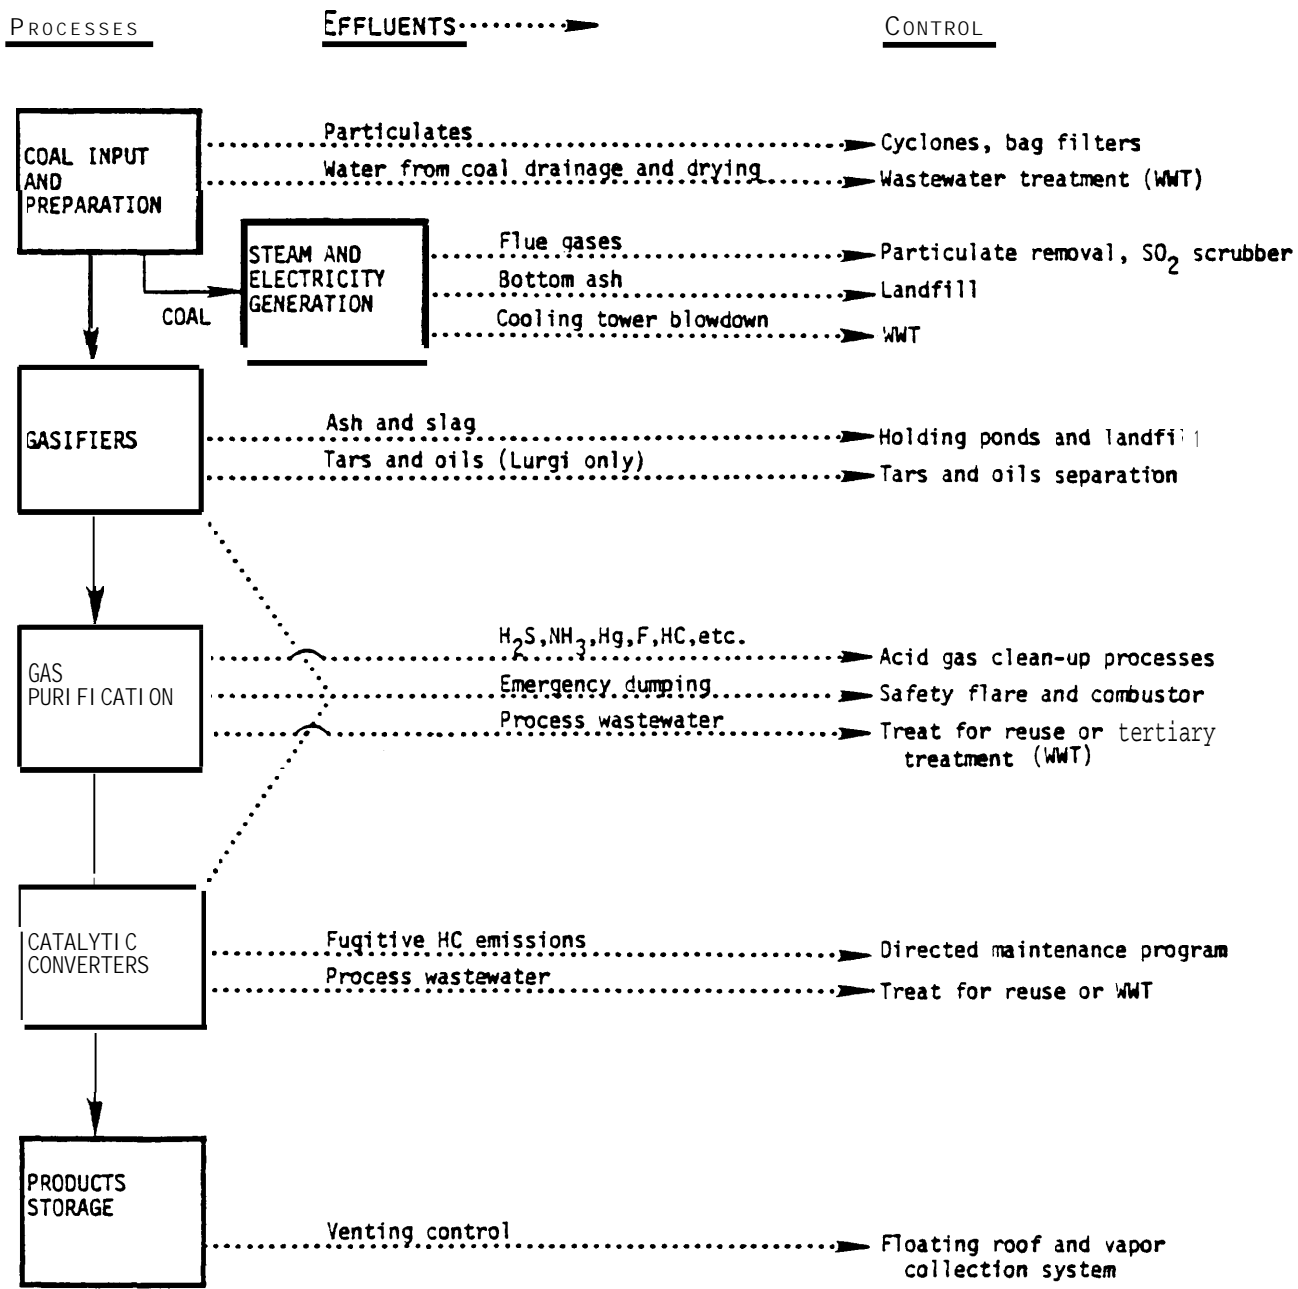 PROCESSES
EFFLUENTS
CONTROL
COAL INPUT
AND
PREPARATION
Particulates
Cyclones, bag filters
Water from coal drainage and drying
Wastewater treatment (WWT)
COAL
STEAM AND
ELECTRICITY
GENERATION
Flue gases
Particulate removal, SO2 scrubber
Bottom ash
Landfill
Cooling tower blowdown
WWT
GASIFIERS
Ash and slag
Holding ponds and landfill
Tars and oils (Lurgi only)
Tars and oils separation
GAS
PURIFICATION
H2S,NH3,Hg,F,HC,etc.
Acid gas clean-up processes
Emergency dumping
Safety flare and combustor
Process wastewater
Treat for reuse or tertiary
treatment (WWT)
CATALYTIC
CONVERTERS
Fugitive HC emissions
Directed maintenance program
Process wastewater
Treat for reuse or WWT
PRODUCTS
STORAGE
Venting control
Floating roof and vapor
collection system